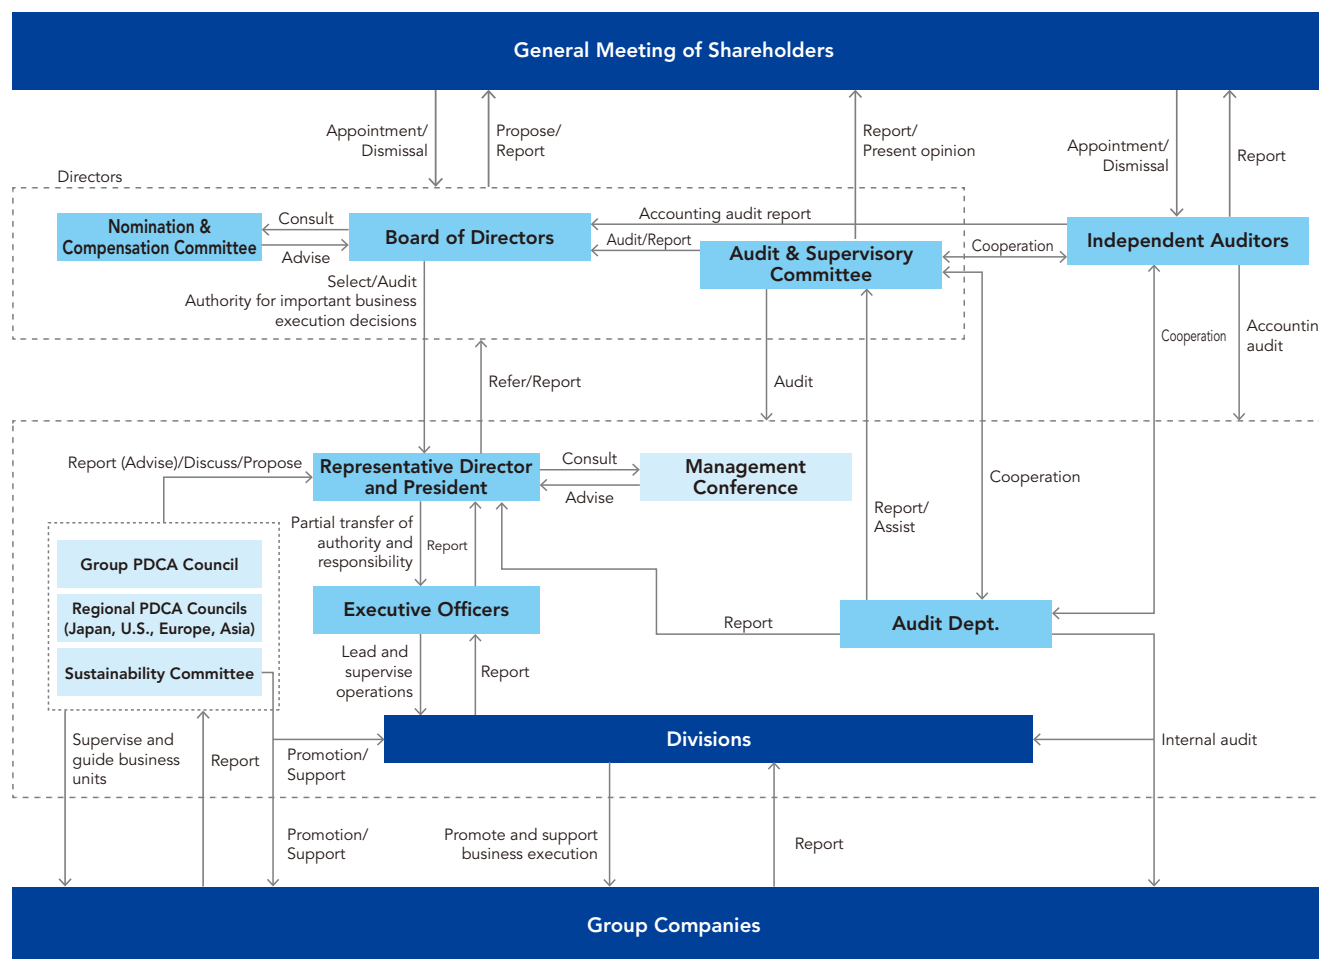 General Meeting of Shareholders
Appointment/
Dismissal
Propose/
Report
Report/
Present opinion
Appointment/
Dismissal
Report
Directors
Nomination &
Compensation Committee
Consult
Advise
Board of Directors
Accounting audit report
Audit/Report
Audit & Supervisory
Committee
Cooperation
Independent Auditors
Select/Audit
Authority for important business
execution decisions
Refer/Report
Audit
Cooperation
Accountin
audit
Report (Advise)/Discuss/Propose
Representative Director
and President
Consult
Advise
Management
Conference
Report/
Assist
Cooperation
Partial transfer of
authority and
responsibility
Report
Group PDCA Council
Regional PDCA Councils
(Japan, U.S., Europe, Asia)
Sustainability Committee
Executive Officers
Report
Audit Dept.
Lead and
supervise
operations
Report
Divisions
Internal audit
Supervise and
guide business
units
Report
Promotion/
Support
Promotion/
Support
Promote and support
business execution
Report
Group Companies